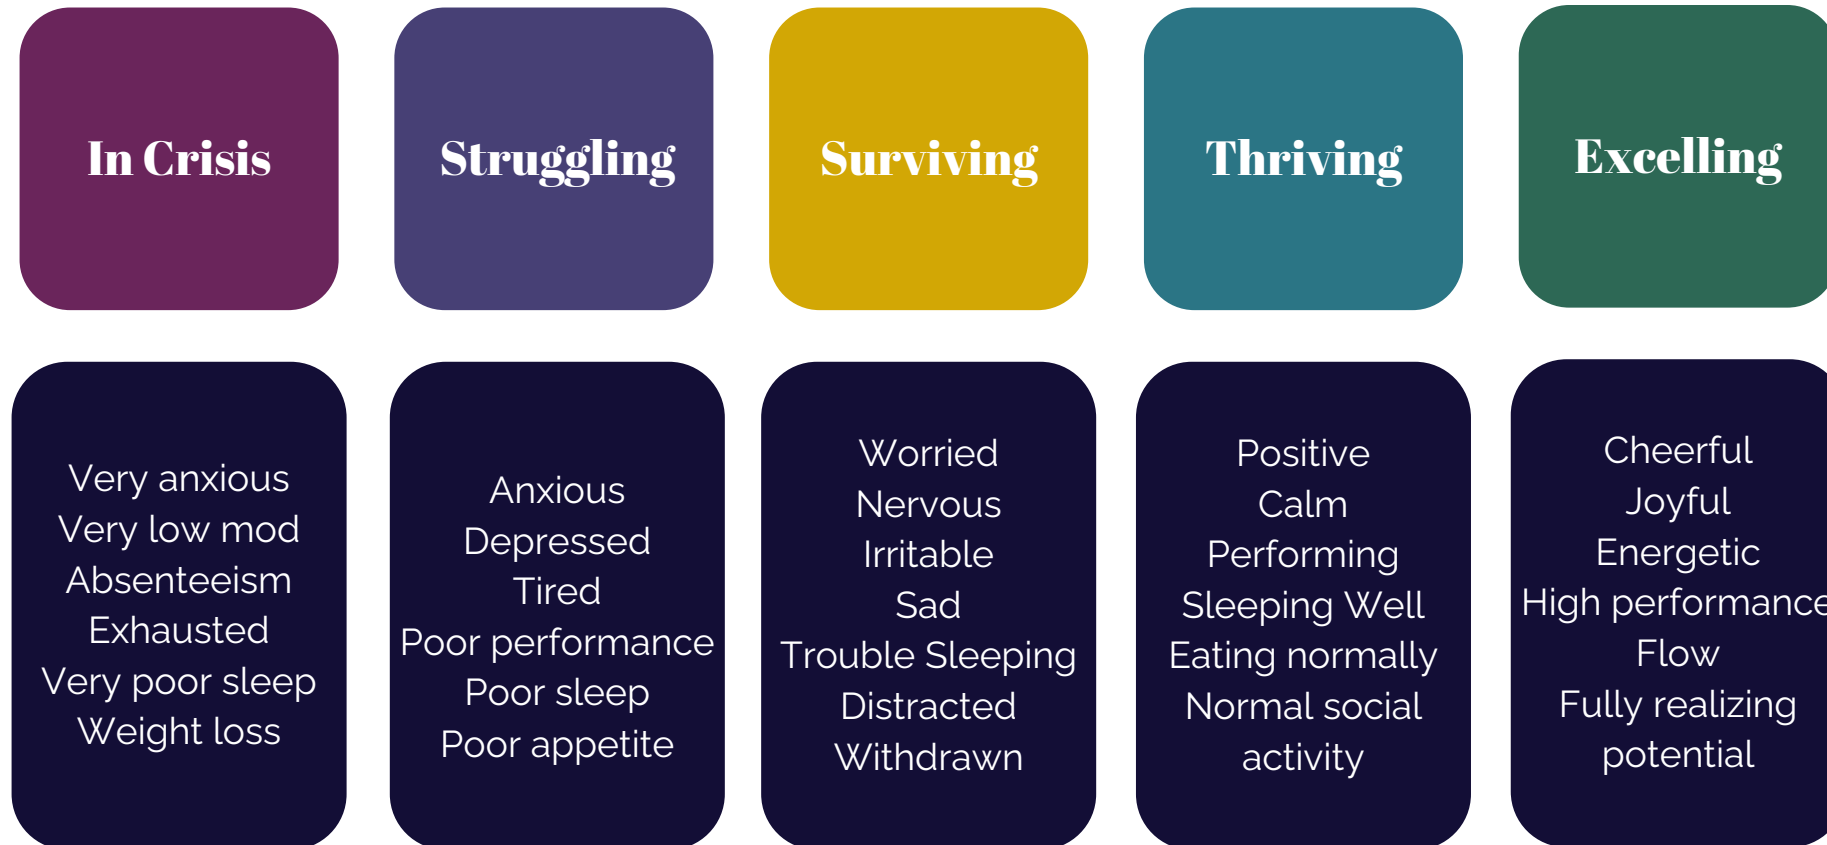 In Crisis
Struggling
Surviving
Thriving
Excelling
Very anxious
Very low mod
Absenteeism
Exhausted
Very poor sleep
Weight loss
Anxious
Depressed
Tired
Poor performance
Poor sleep
Poor appetite
Worried
Nervous
Irritable
Sad
Trouble Sleeping
Distracted
Withdrawn
Positive
Calm
Performing
Sleeping Well
Eating normally
Normal social
activity
Cheerful
Joyful
Energetic
High performance
Flow
Fully realizing
potential